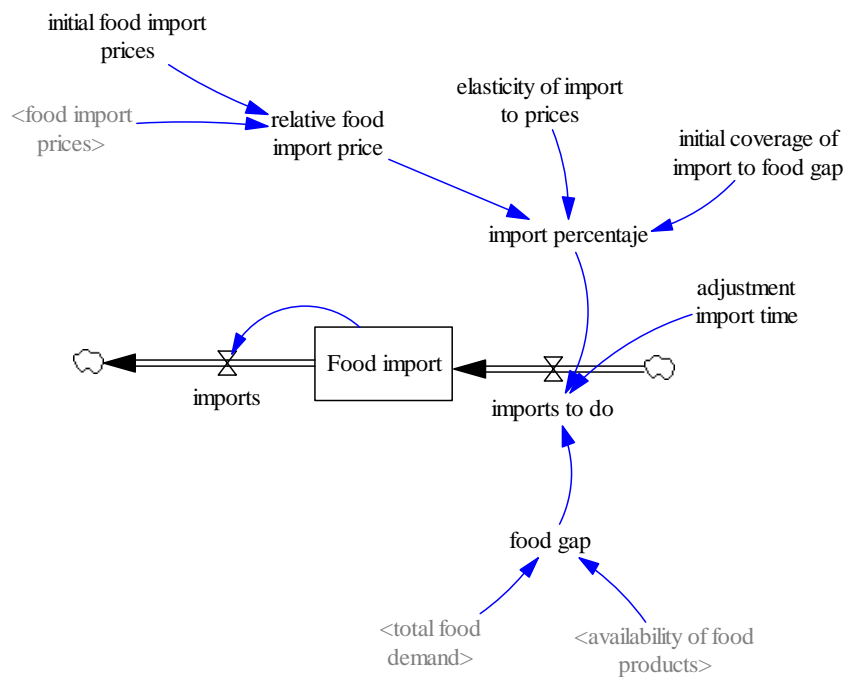 initial food import
prices
<food import
prices>
relative food
import price
elasticity of import
to prices
initial coverage of
import to food gap
import percentaje
adjustment
import time
Food import
imports
imports to do
food gap
<total food
demand>
<availability of food
products>